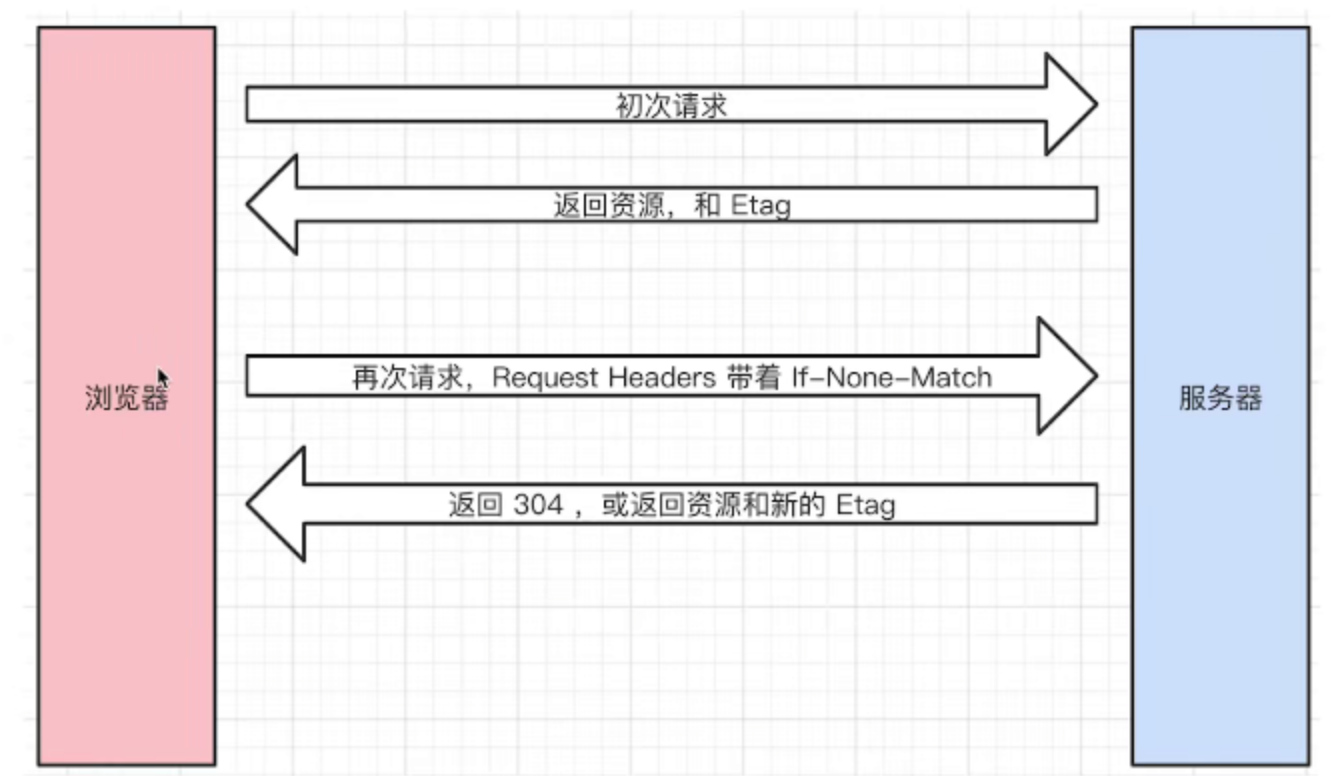 初次请求
返回资源，和 Etag
再次请求，Request Headers 带着 If-None-Match
浏览器
服务器
返回 304 ，或返回资源和新的 Etag